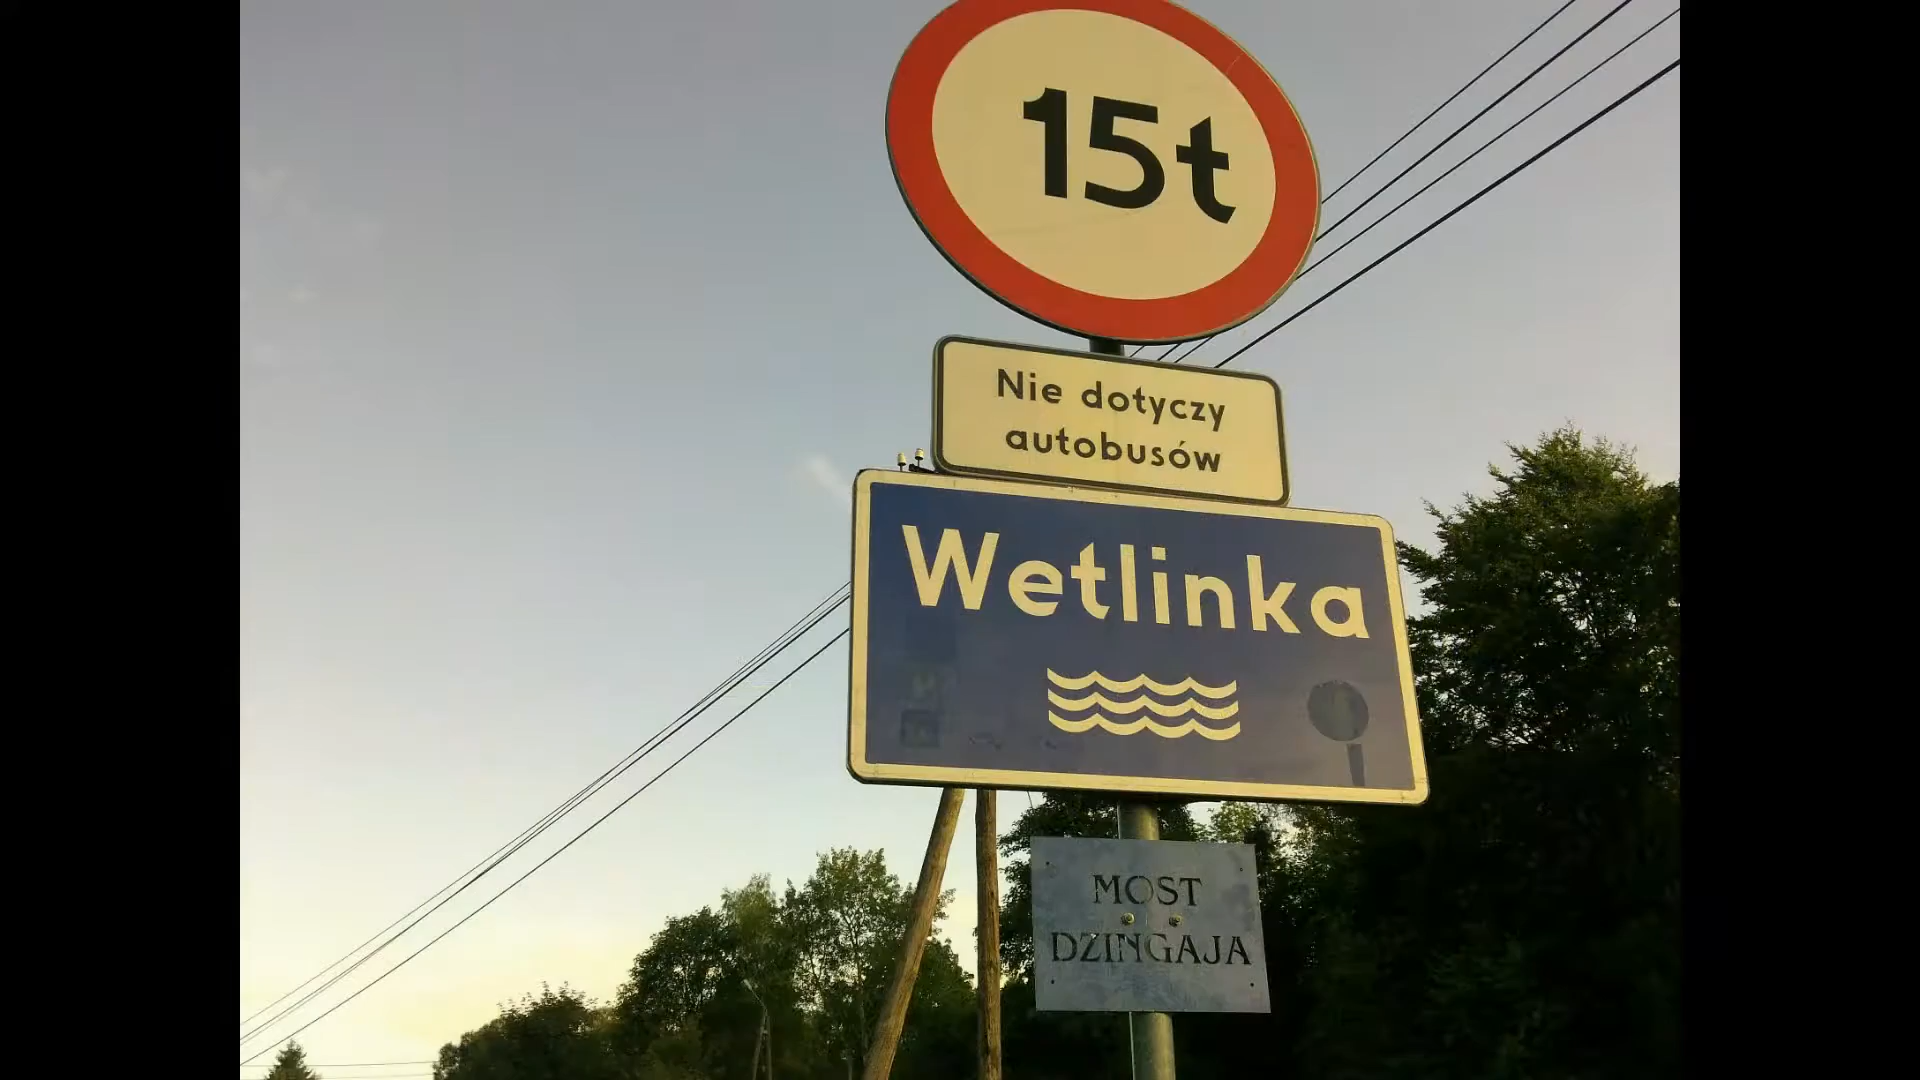 15t
Nie dotyczy
autobusów
Wetlinka
MOST
DZINGAJA